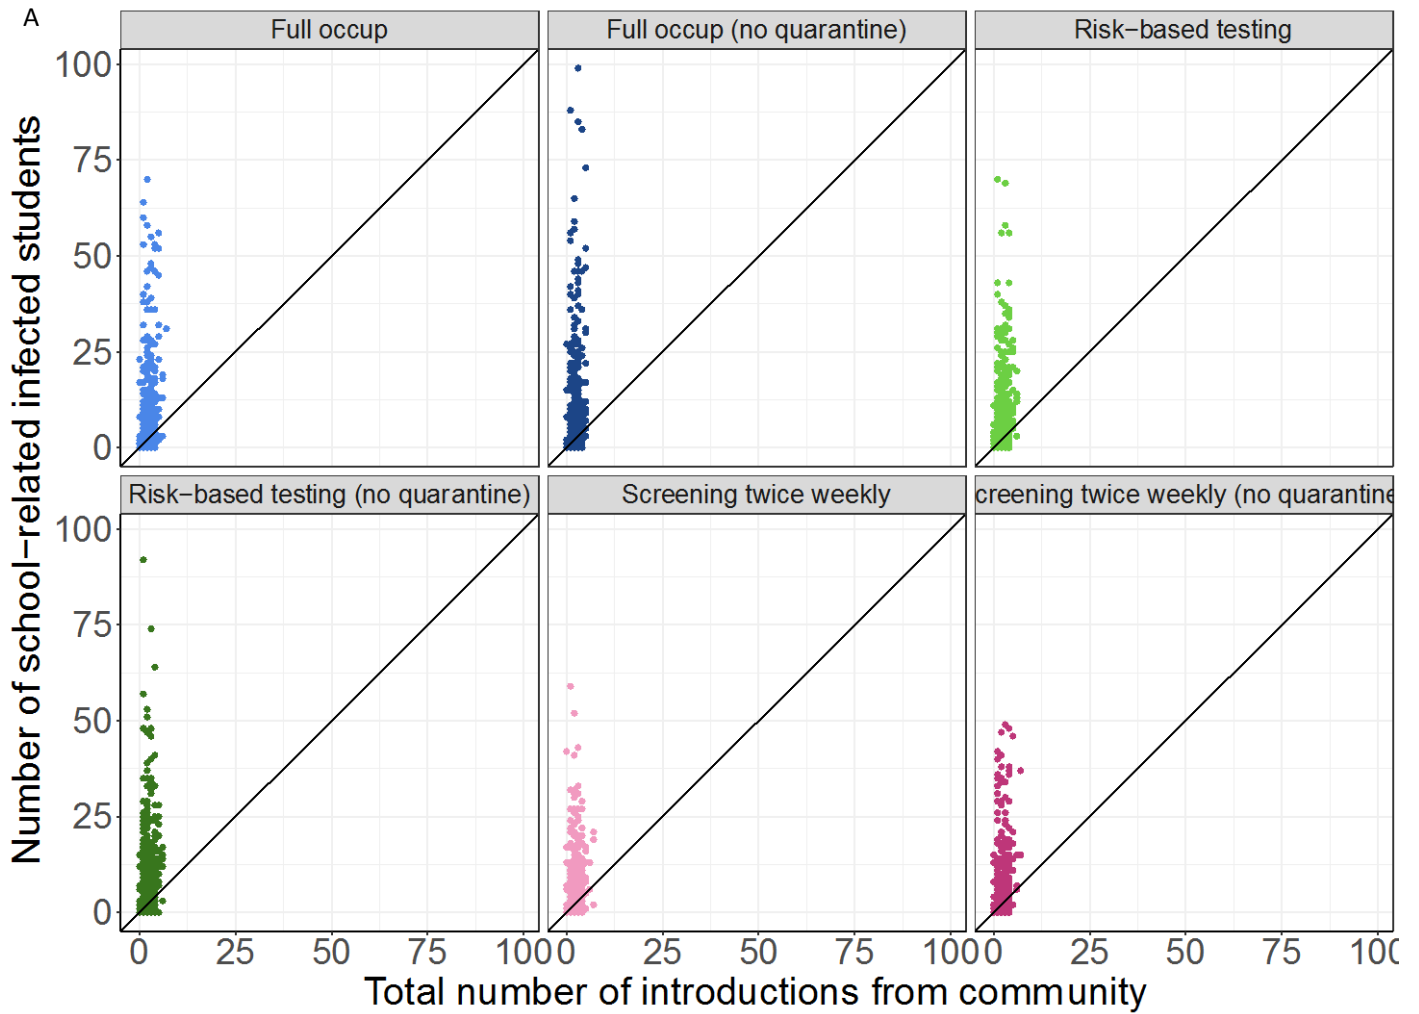 A
Full occup
Full occup (no quarantine)
Risk−based testing
100
75
50
25
0
Risk−based testing (no quarantine)
Screening twice weekly
creening twice weekly (no quarantine
100
75
50
25
0
0 25 50 75 100
0 25 50 75 100
0 25 50 75 100
Number of school−related infected students
Total number of introductions from community